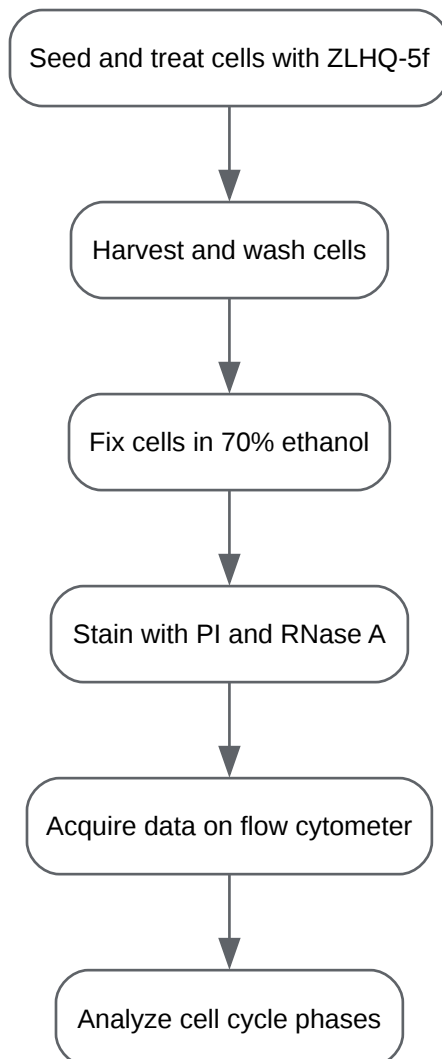 Seed and treat cells with ZLHQ-5f
Harvest and wash cells
Fix cells in 70% ethanol
Stain with PI and RNase A
Acquire data on flow cytometer
Analyze cell cycle phases